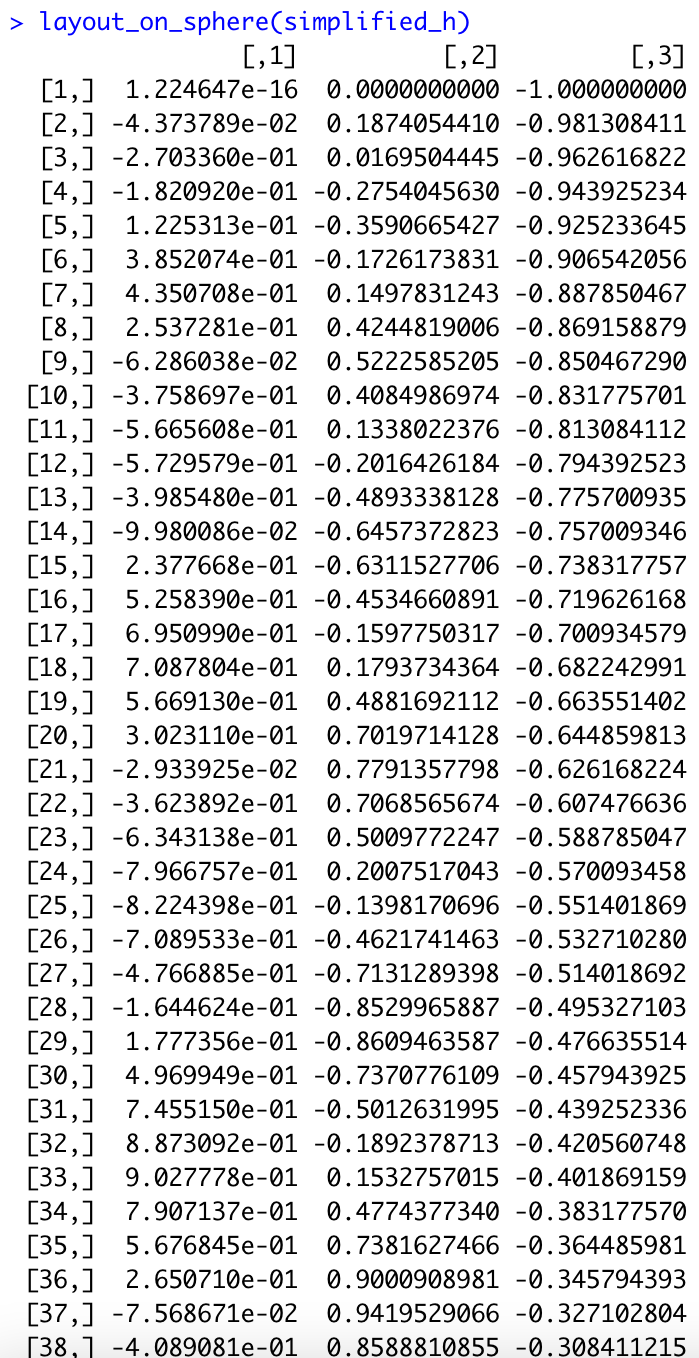 > layout_on_sphere(simplified_h)
[,1] [,2] [,3]
[1,] 1.224647e-16 0.0000000000 -1.000000000
[2,] -4.373789e-02 0.1874054410 -0.981308411
[3,] -2.703360e-01 0.0169504445 -0.962616822
[4,] -1.820920e-01 -0.2754045630 -0.943925234
[5,] 1.225313e-01 -0.3590665427 -0.925233645
[6,] 3.852074e-01 -0.1726173831 -0.906542056
[7,] 4.350708e-01 0.1497831243 -0.887850467
[8,] 2.537281e-01 0.4244819006 -0.869158879
[9,] -6.286038e-02 0.5222585205 -0.850467290
[10,] -3.758697e-01 0.4084986974 -0.831775701
[11,] -5.665608e-01 0.1338022376 -0.813084112
[12,] -5.729579e-01 -0.2016426184 -0.794392523
[13,] -3.985480e-01 -0.4893338128 -0.775700935
[14,] -9.980086e-02 -0.6457372823 -0.757009346
[15,] 2.377668e-01 -0.6311527706 -0.738317757
[16,] 5.258390e-01 -0.4534660891 -0.719626168
[17,] 6.950990e-01 -0.1597750317 -0.700934579
[18,] 7.087804e-01 0.1793734364 -0.682242991
[19,] 5.669130e-01 0.4881692112 -0.663551402
[20,] 3.023110e-01 0.7019714128 -0.644859813
[21,] -2.933925e-02 0.7791357798 -0.626168224
[22,] -3.623892e-01 0.7068565674 -0.607476636
[23,] -6.343138e-01 0.5009772247 -0.588785047
[24,] -7.966757e-01 0.2007517043 -0.570093458
[25,] -8.224398e-01 -0.1398170696 -0.551401869
[26,] -7.089533e-01 -0.4621741463 -0.532710280
[27,] -4.766885e-01 -0.7131289398 -0.514018692
[28,] -1.644624e-01 -0.8529965887 -0.495327103
[29,] 1.777356e-01 -0.8609463587 -0.476635514
[30,] 4.969949e-01 -0.7370776109 -0.457943925
[31,] 7.455150e-01 -0.5012631995 -0.439252336
[32,] 8.873092e-01 -0.1892378713 -0.420560748
[33,] 9.027778e-01 0.1532757015 -0.401869159
[34,] 7.907137e-01 0.4774377340 -0.383177570
[35,] 5.676845e-01 0.7381627466 -0.364485981
[36,] 2.650710e-01 0.9000908981 -0.345794393
[37,] -7.568671e-02 0.9419529066 -0.327102804
[38,] -4.089081e-01 0.8588810855 -0.308411215